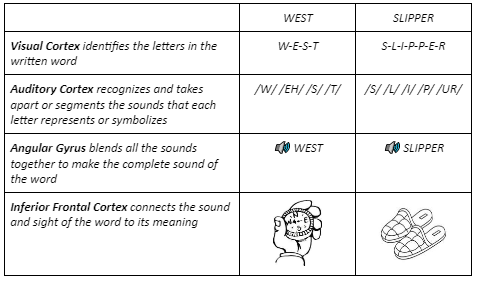 WEST SLIPPER
Visual Cortex identifies the letters in the W-E-S-T S-L-I-P-P-E-R
written word
Auditory Cortex recognizes and takes /W/ /EH/ /S/ /T/ /S/ /L/ /I/ /P/ /UR/
apart or segments the sounds that each
letter represents or symbolizes
Angular Gyrus blends all the sounds WEST SLIPPER
together to make the complete sound of
the word
Inferior Frontal Cortex connects the sound
and sight of the word to its meaning
N
W E